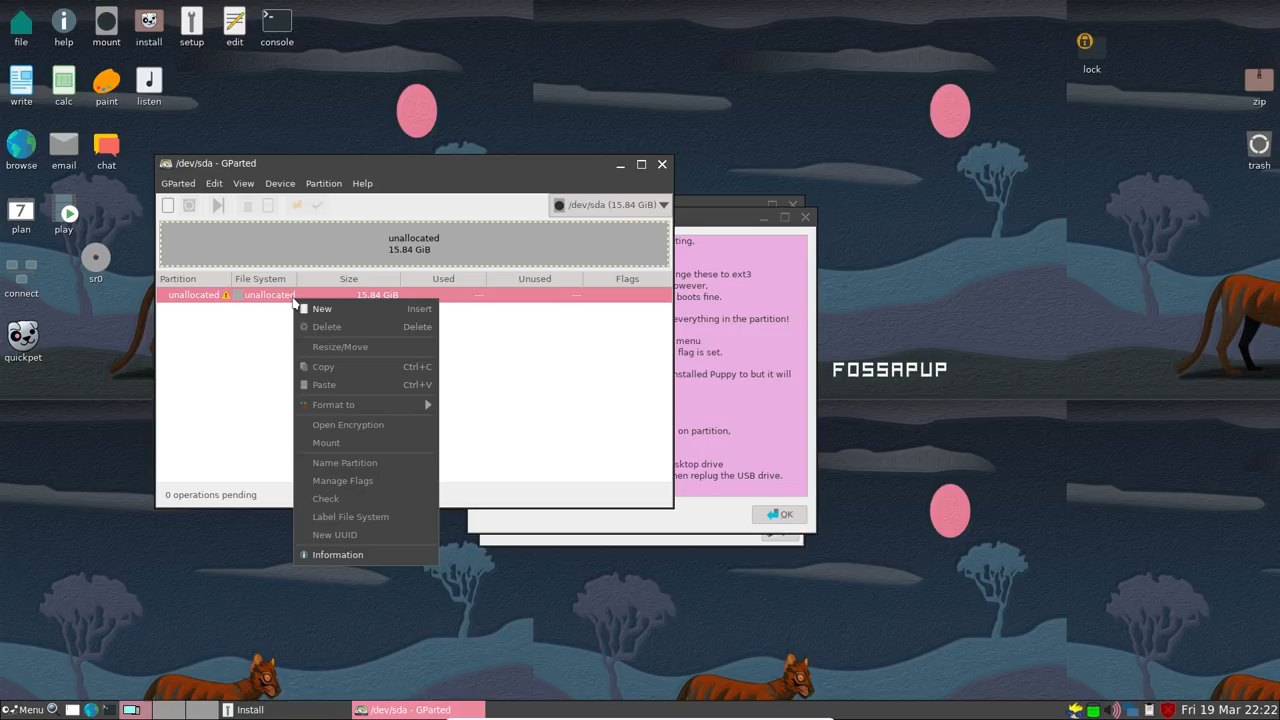 file
help
mount
install
setup
edit
console
write
calc
paint
listen
browse
email
chat
plan
7
play
connect
sr0
quickpet
lock
zip
trash
/dev/sda - GParted
GParted Edit View Device Partition Help
/dev/sda (15.84 GiB)
unallocated
15.84 GiB
Partition File System Size Used Unused Flags
unallocated unallocated 15.84 GiB --- ---
New Insert
Delete Delete
Resize/Move
Copy Ctrl+C
Paste Ctrl+V
Format to
Open Encryption
Mount
Name Partition
Manage Flags
Check
Label File System
New UUID
Information
0 operations pending
ting,
nge these to ext3
owever.
boots fine.
everything in the partition!
menu
flag is set.
nstalled Puppy to but it will
on partition,
sktop drive
hen replug the USB drive.
OK
FOSSAPUP
Menu
Install
/dev/sda - GParted
Fri 19 Mar 22:22